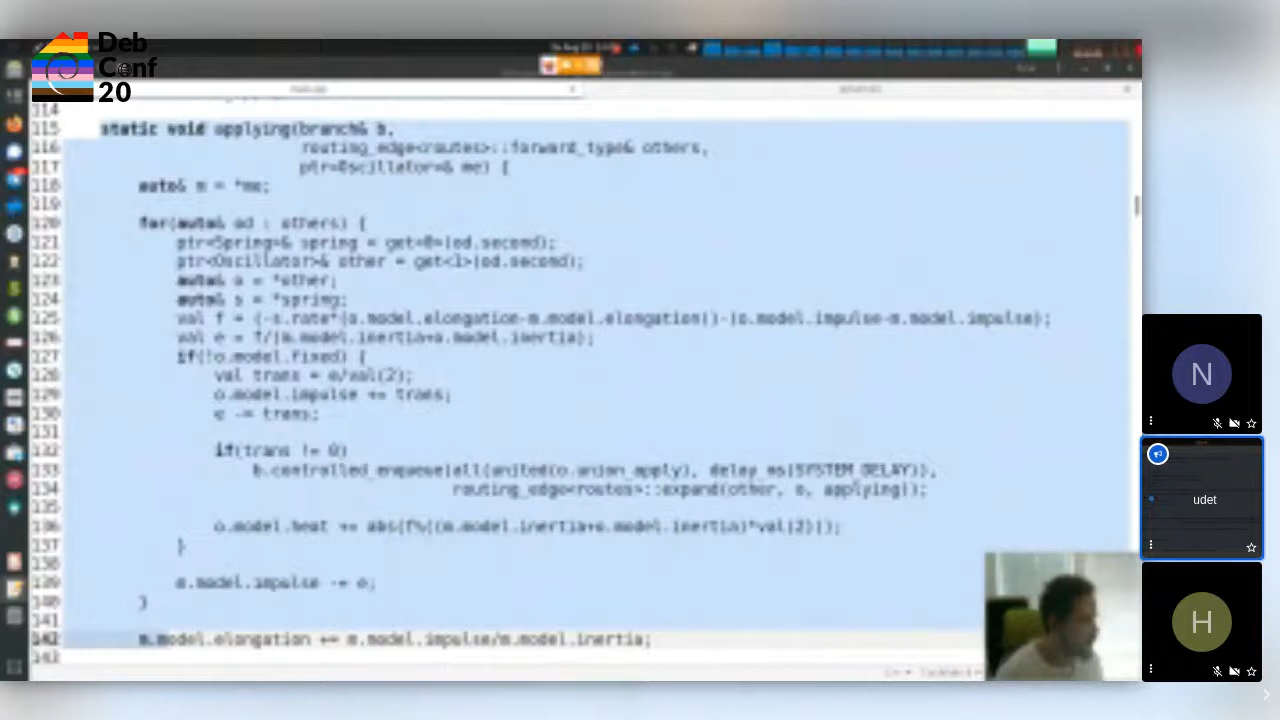 Deb
Conf
20
114
115 static void applying(branch& b,
116 routing_edge<routes>::forward_type& others,
117 ptr<Oscillator>& me) {
118 auto& m = *me;
119
120 for(auto& od : others) {
121 ptr<Spring>& spring = get<0>(od.second);
122 ptr<Oscillator>& other = get<1>(od.second);
123 auto& o = *other;
124 auto& s = *spring;
125 val f = (-s.rate*(o.model.elongation-m.model.elongation()-(o.model.impulse-m.model.impulse);
126 val e = f/(m.model.inertia+o.model.inertia);
127 if(!o.model.fixed) {
128 val trans = e/val(2);
129 o.model.impulse += trans;
130 e -= trans;
131
132 if(trans != 0)
133 b.controlled_enqueue(all(united(o.union_apply), delay_ms(SYSTEM_DELAY)),
134 routing_edge<routes>::expand(other, o, applying));
135
136 o.model.heat += abs(f%((m.model.inertia+o.model.inertia)*val(2)));
137 }
138
139 m.model.impulse -= e;
140 }
141
142 m.model.elongation += m.model.impulse/m.model.inertia;
143
N
udet
H